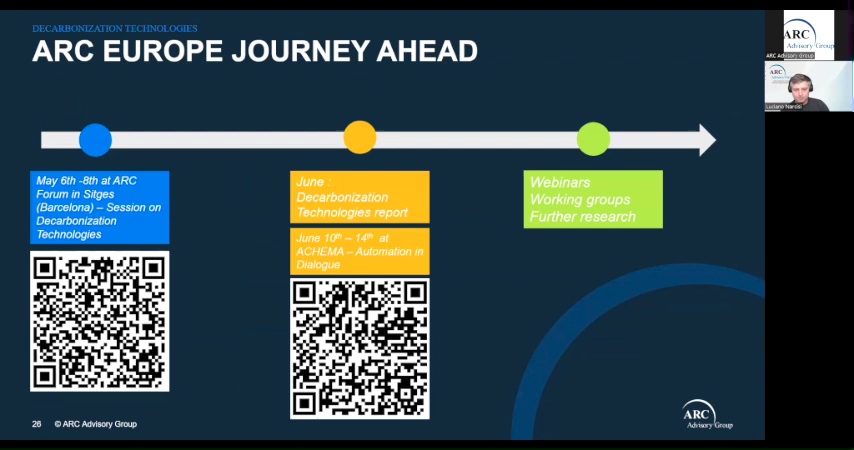 DECARBONIZATION TECHNOLOGIES
ARC EUROPE JOURNEY AHEAD
May 6th -8th at ARC
Forum in Sitges
(Barcelona) – Session on
Decarbonization
Technologies
June :
Decarbonization
Technologies report
June 10th – 14th at
ACHEMA – Automation in
Dialogue
Webinars
Working groups
Further research
26 © ARC Advisory Group
ARC
Advisory Group
ARC
Advisory Group
ARC Advisory Group
ARC
Luciano Narcisi